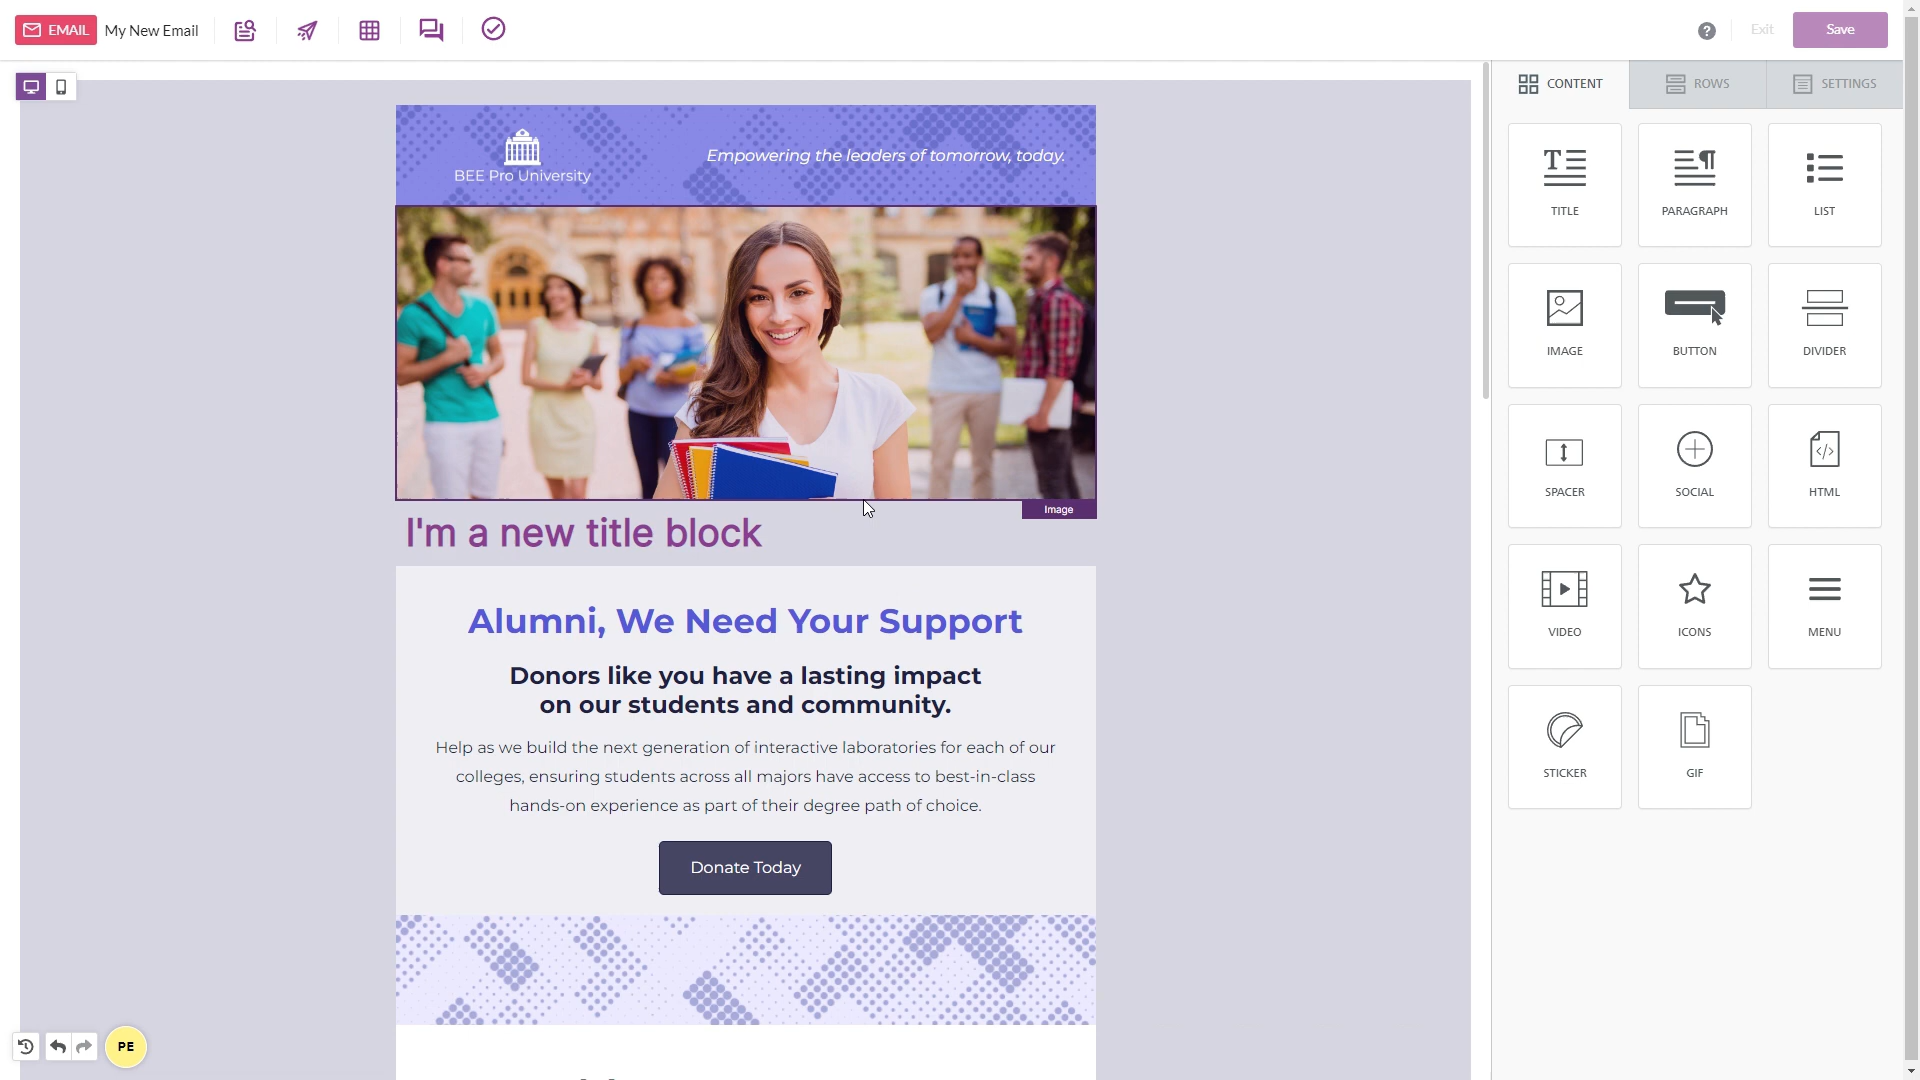 EMAIL My New Email
? Exit Save
CONTENT ROWS SETTINGS
BEE Pro University
Empowering the leaders of tomorrow, today.
TITLE PARAGRAPH LIST
IMAGE BUTTON DIVIDER
Image
I'm a new title block
SPACER SOCIAL HTML
Alumni, We Need Your Support
Donors like you have a lasting impact
on our students and community.
VIDEO ICONS MENU
Help as we build the next generation of interactive laboratories for each of our
colleges, ensuring students across all majors have access to best-in-class
hands-on experience as part of their degree path of choice.
STICKER GIF
Donate Today
PE